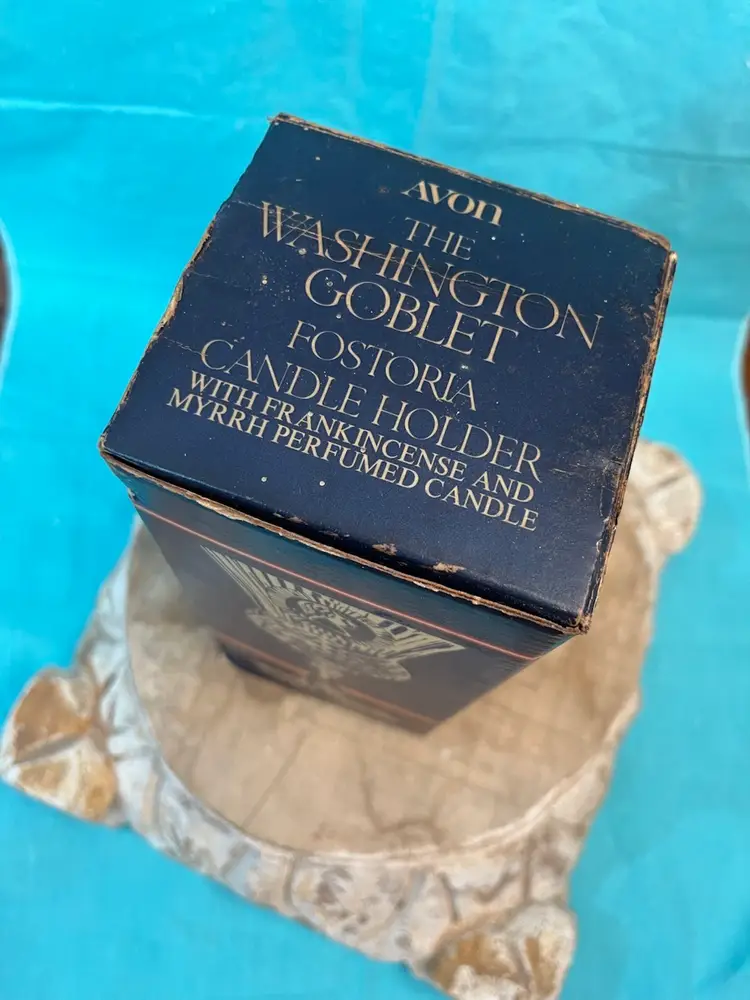 AVON
THE
WASHINGTON
GOBLET
FOSTORIA
CANDLE HOLDER
WITH FRANKINCENSE AND
MYRRH PERFUMED CANDLE